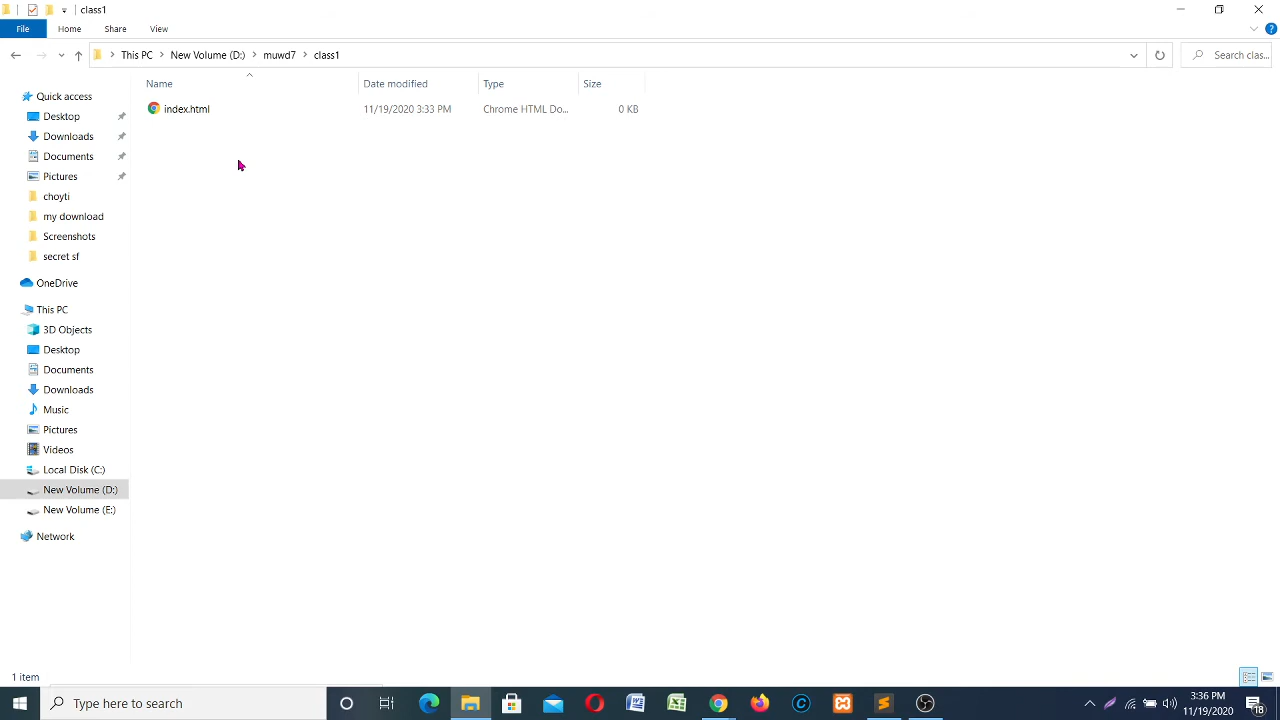 class1
File Home Share View
This PC New Volume (D:) muwd7 class1 Search clas...
Name Date modified Type Size
index.html 11/19/2020 3:33 PM Chrome HTML Do... 0 KB
Quick access
Desktop
Downloads
Documents
Pictures
choyti
my download
Screenshots
secret sf
OneDrive
This PC
3D Objects
Desktop
Documents
Downloads
Music
Pictures
Videos
Local Disk (C:)
New Volume (D:)
New Volume (E:)
Network
1 item
Type here to search
3:36 PM
11/19/2020
18